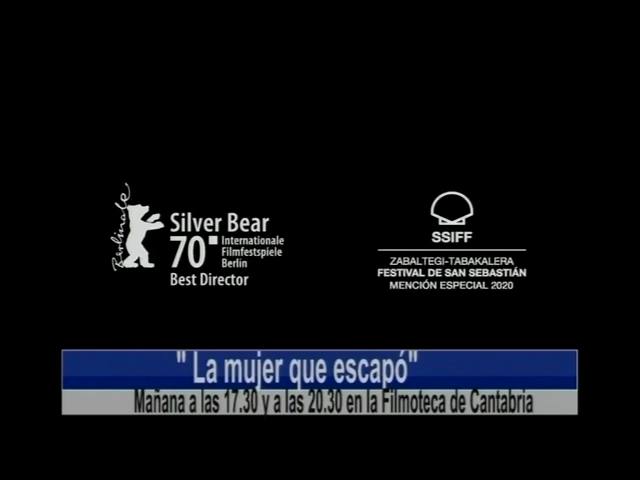 Berlinale
Silver Bear
70
Internationale
Filmfestspiele
Berlin
Best Director
SSIFF
ZABALTEGI-TABAKALERA
FESTIVAL DE SAN SEBASTIÁN
MENCIÓN ESPECIAL 2020
" La mujer que escapó"
Mañana a las 17.30 y a las 20.30 en la Filmoteca de Cantabria